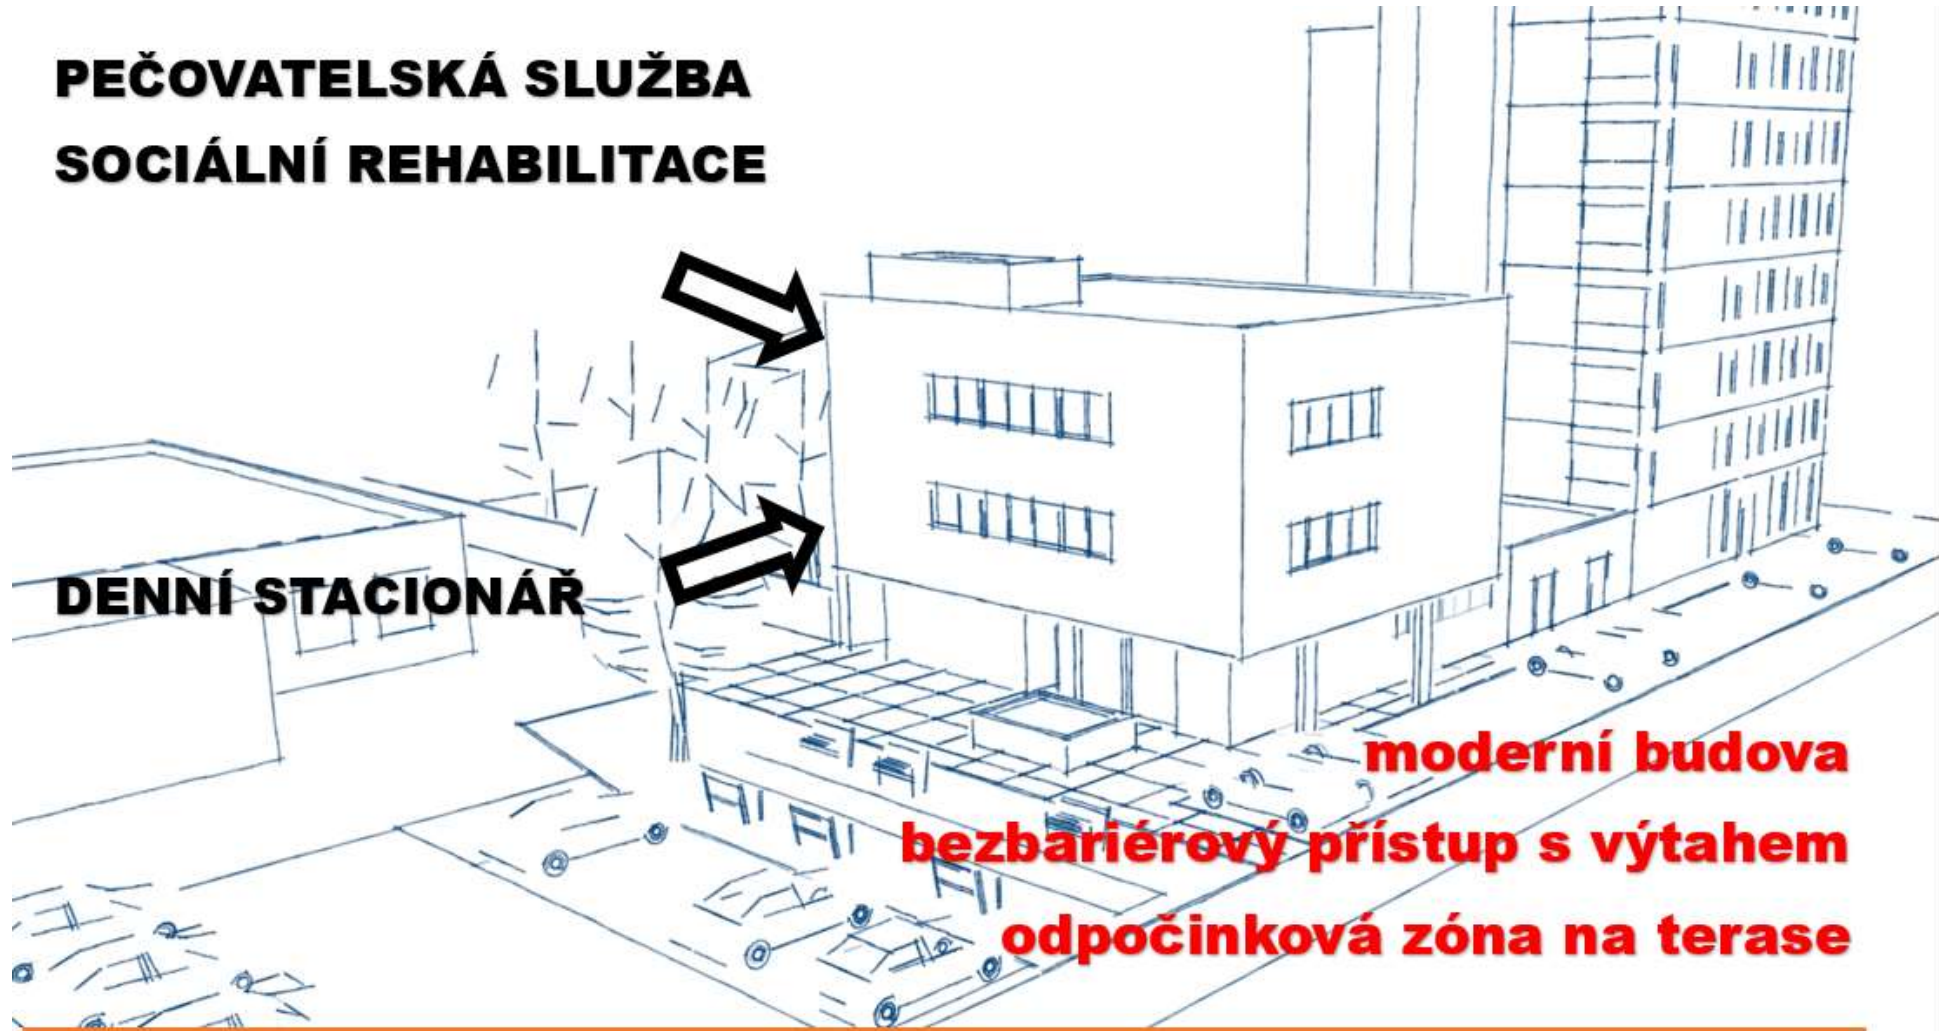 PEČOVATELSKÁ SLUŽBA
SOCIÁLNÍ REHABILITACE
DENNÍ STACIONÁŘ
moderní budova
bezbariérový přístup s výtahem
odpočinková zóna na terase